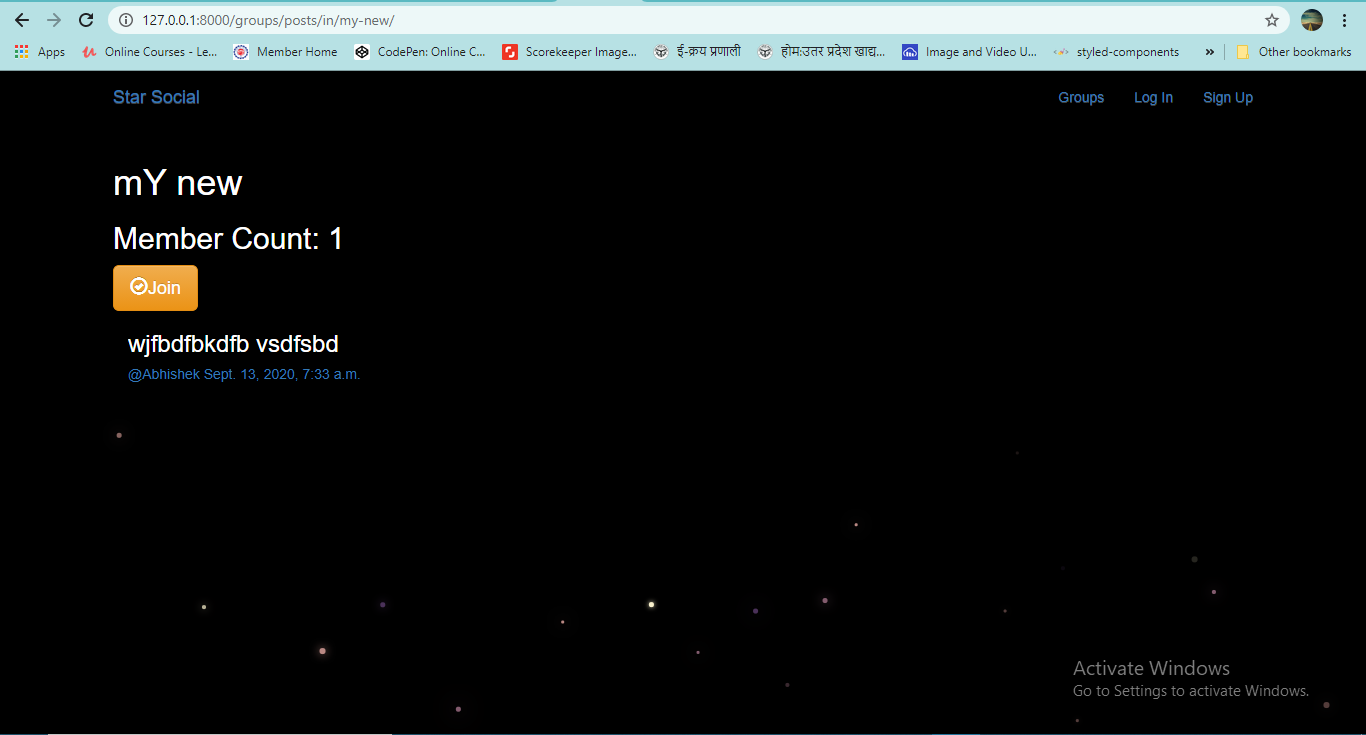 127.0.0.1:8000/groups/posts/in/my-new/
Apps Online Courses - Le... Member Home CodePen: Online C... Scorekeeper Image... ई-क्रय प्रणाली होम:उतर प्रदेश खाद्य... Image and Video U... styled-components » Other bookmarks
Star Social Groups Log In Sign Up
mY new
Member Count: 1
Join
wjfbdfbkdfb vsdfsbd
@Abhishek Sept. 13, 2020, 7:33 a.m.
Activate Windows
Go to Settings to activate Windows.